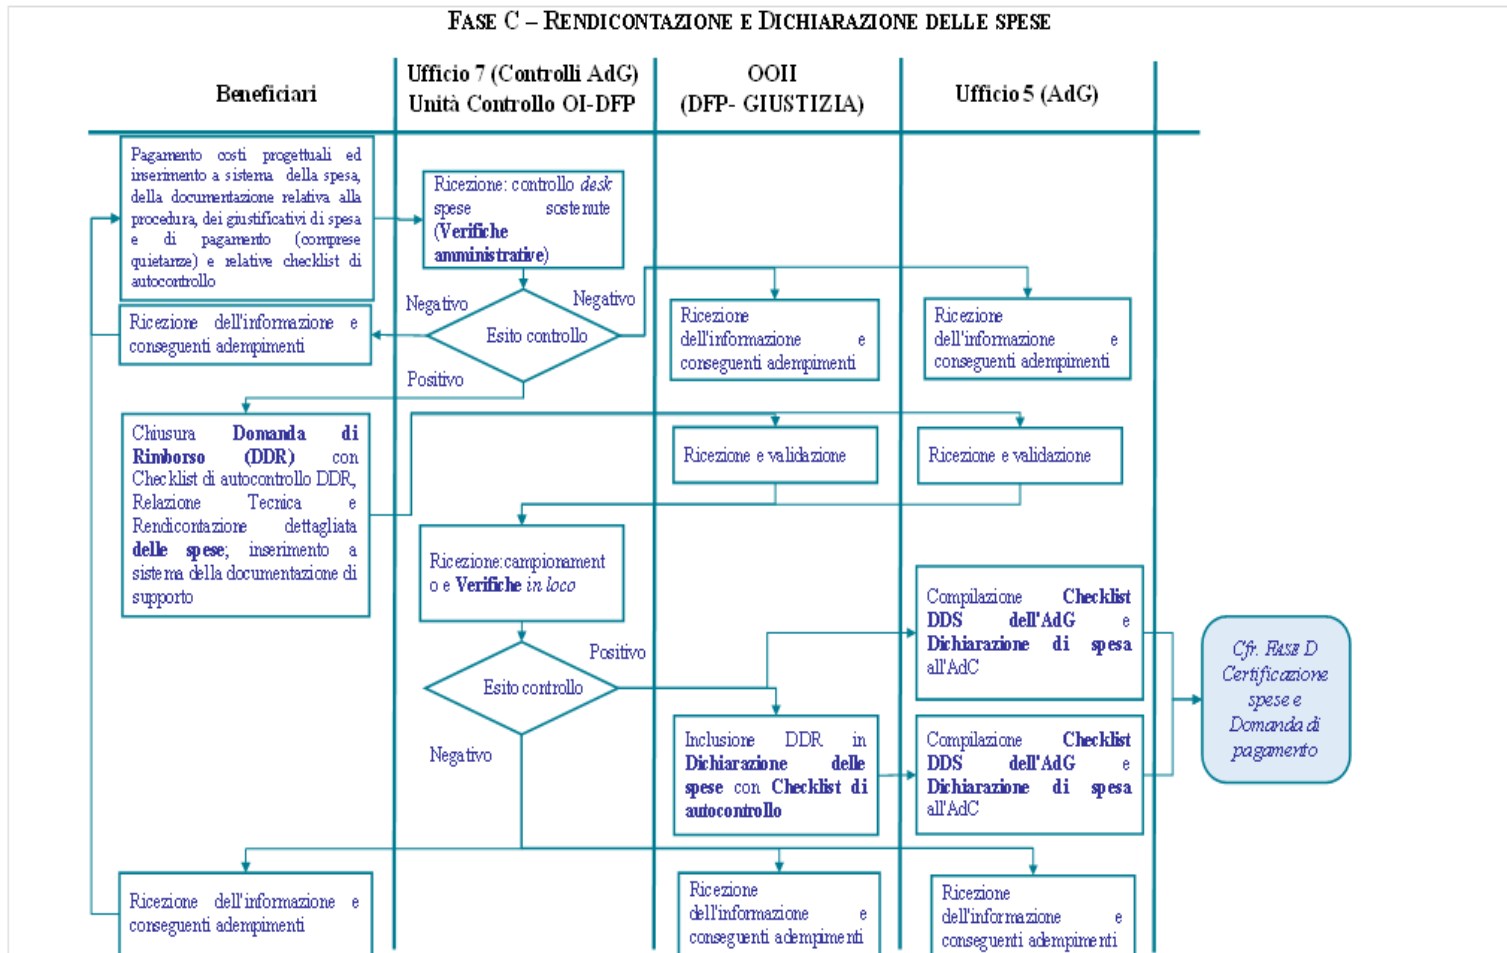 FASE C – RENDICONTAZIONE E DICHIARAZIONE DELLE SPESE
Beneficiari
Ufficio 7 (Controlli AdG)
Unità Controllo OI-DFP
OOII
(DFP- GIUSTIZIA)
Ufficio 5 (AdG)
Pagamento costi progettuali ed
inserimento a sistema della spesa,
della documentazione relativa alla
procedura, dei giustificativi di spesa
e di pagamento (comprese
quietanze) e relative checklist di
autocontrollo
Ricezione: controllo desk
spese sostenute
(Verifiche
amministrative)
Negativo
Negativo
Esito controllo
Positivo
Ricezione dell'informazione e
conseguenti adempimenti
Ricezione
dell'informazione e
conseguenti adempimenti
Ricezione
dell'informazione e
conseguenti adempimenti
Chiusura Domanda di
Rimborso (DDR) con
Checklist di autocontrollo DDR,
Relazione Tecnica e
Rendicontazione dettagliata
delle spese; inserimento a
sistema della documentazione di
supporto
Ricezione e validazione
Ricezione e validazione
Ricezione:campionament
o e Verifiche in loco
Esito controllo
Positivo
Negativo
Compilazione Checklist
DDS dell'AdG e
Dichiarazione di spesa
all'AdC
Inclusione DDR in
Dichiarazione delle
spese con Checklist di
autocontrollo
Compilazione Checklist
DDS dell'AdG e
Dichiarazione di spesa
all'AdC
Cfr. FASE D
Certificazione
spese e
Domanda di
pagamento
Ricezione dell'informazione e
conseguenti adempimenti
Ricezione
dell'informazione e
conseguenti adempimenti
Ricezione
dell'informazione e
conseguenti adempimenti